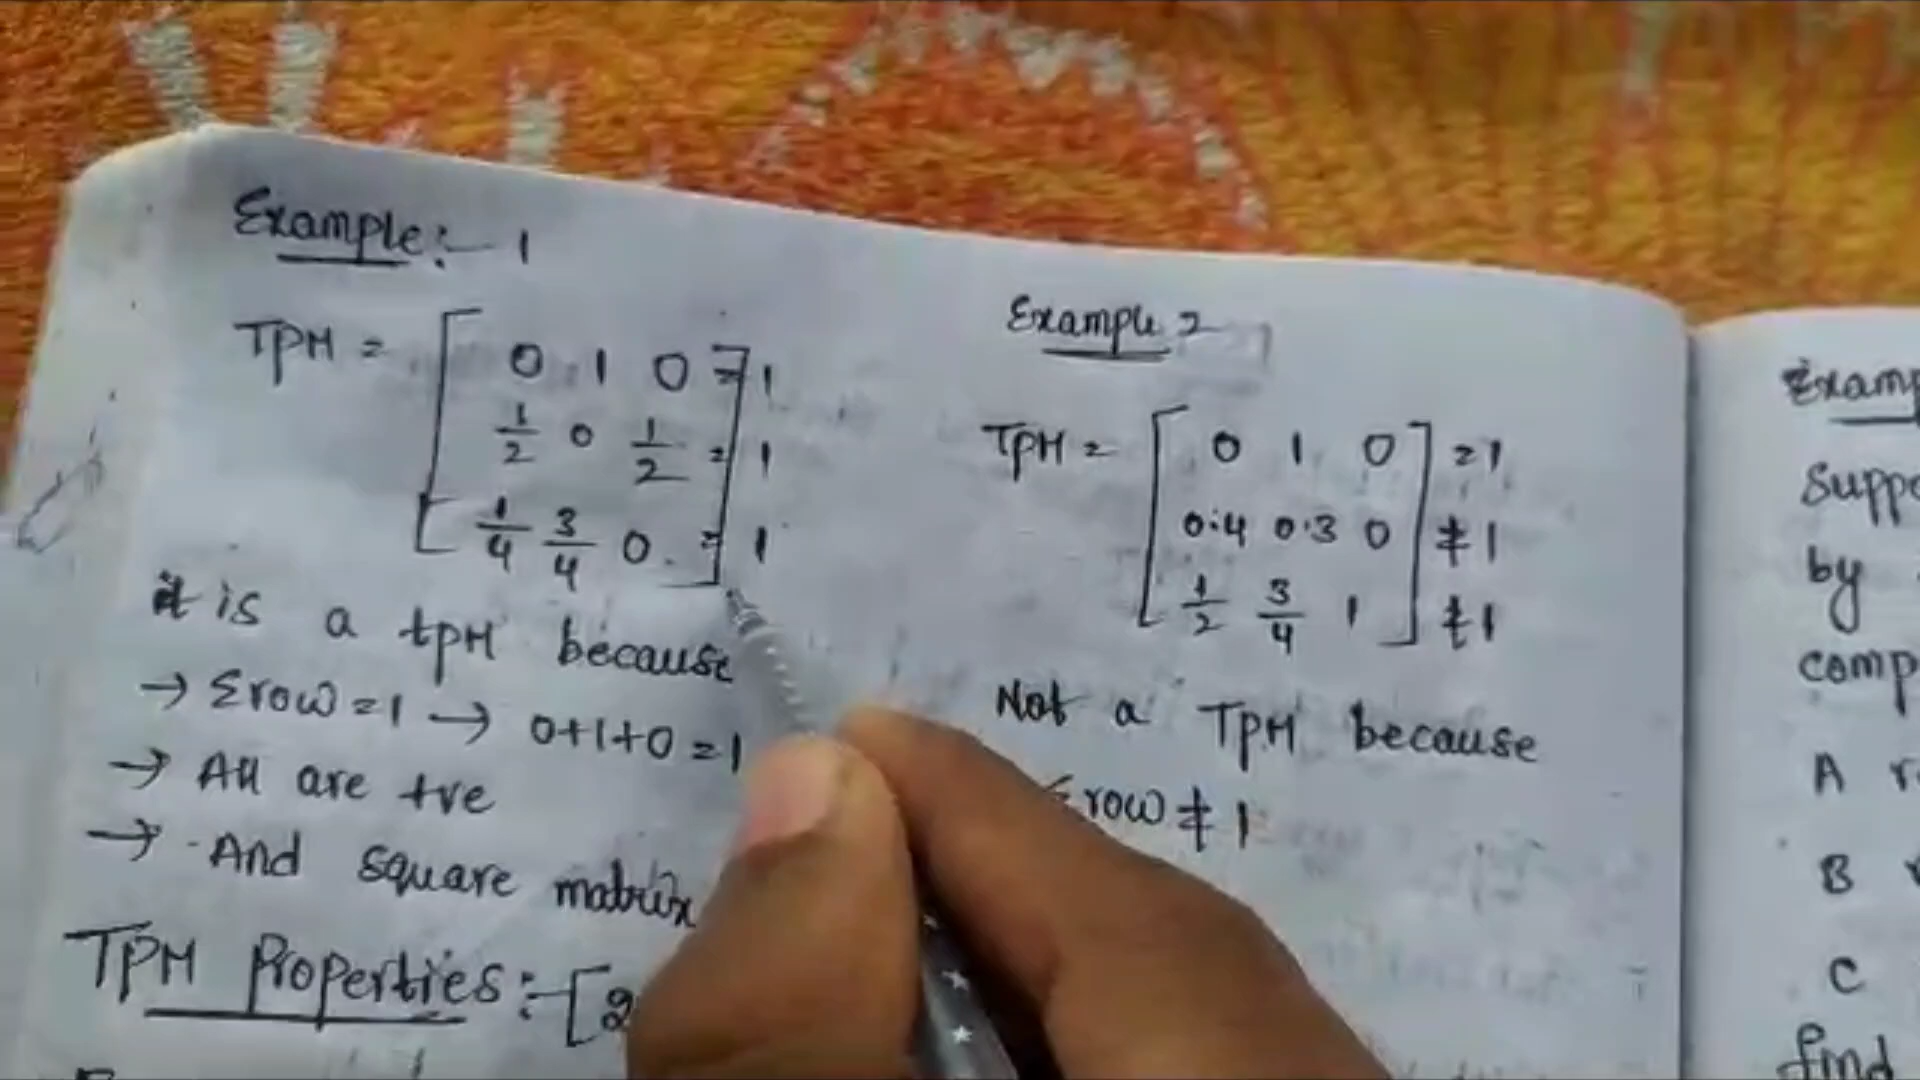 Example:- 1
TPM = [ 0 1 0 ] = 1
1/2 0 1/2 = 1
1/4 3/4 0 = 1
it is a tpM because
→ Σrow = 1 → 0+1+0 = 1
→ All are +ve
→ And square matrix
TPM Properties:- [2
Example 2
TPM = [ 0 1 0 ] = 1
0.4 0.3 0 ≠ 1
1/2 3/4 1 ≠ 1
Not a TPM because
Σrow ≠ 1
Examp
Suppo
by
comp
A r
B
C
find